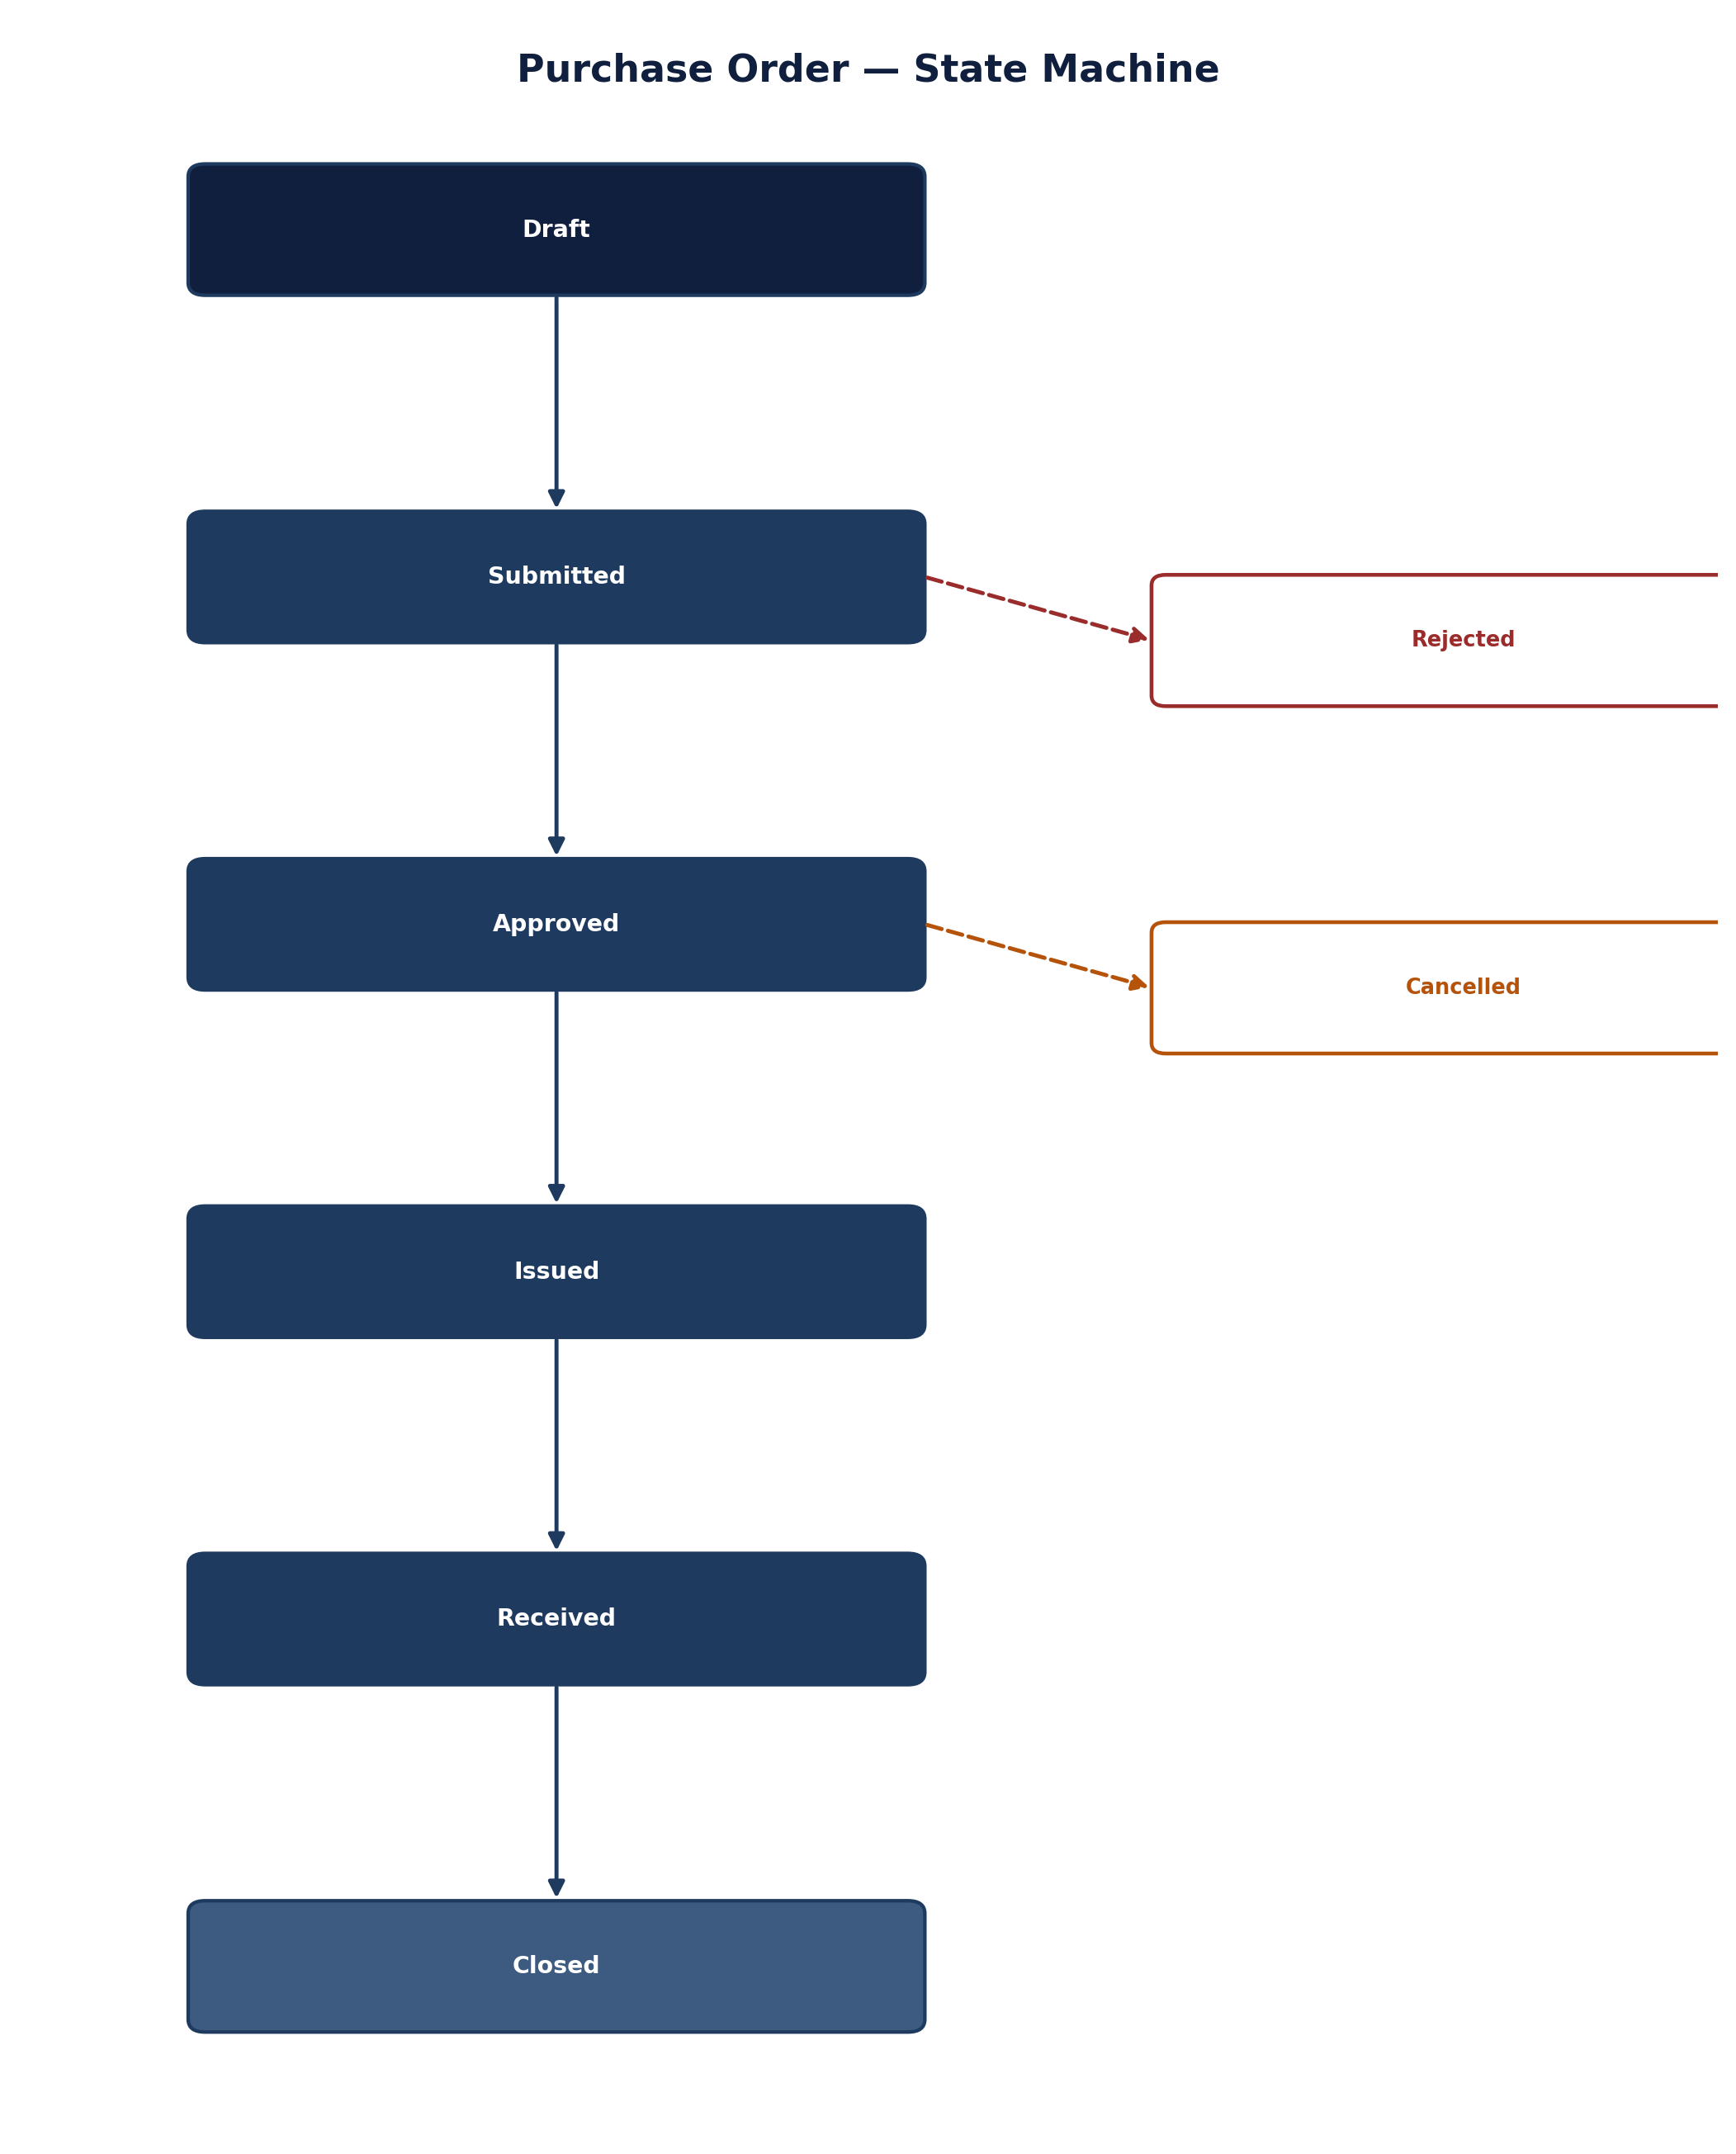 Purchase Order — State Machine
Draft
Submitted
Rejected
Approved
Cancelled
Issued
Received
Closed